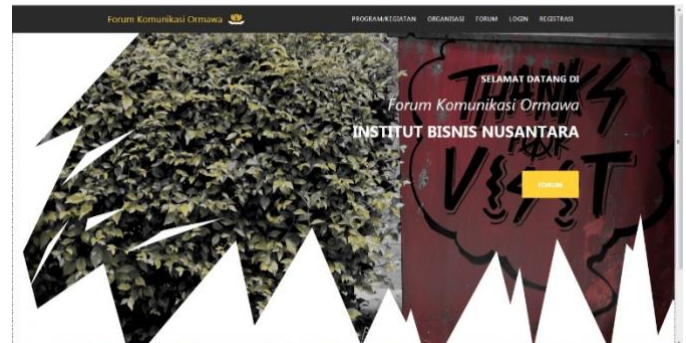 Forum Komunikasi Ormawa
PROGRAM/KEGIATAN ORGANISASI FORUM LOGIN REGISTRASI
SELAMAT DATANG DI
Forum Komunikasi Ormawa
INSTITUT BISNIS NUSANTARA
FORUM
THANKS
FOR
VISIT